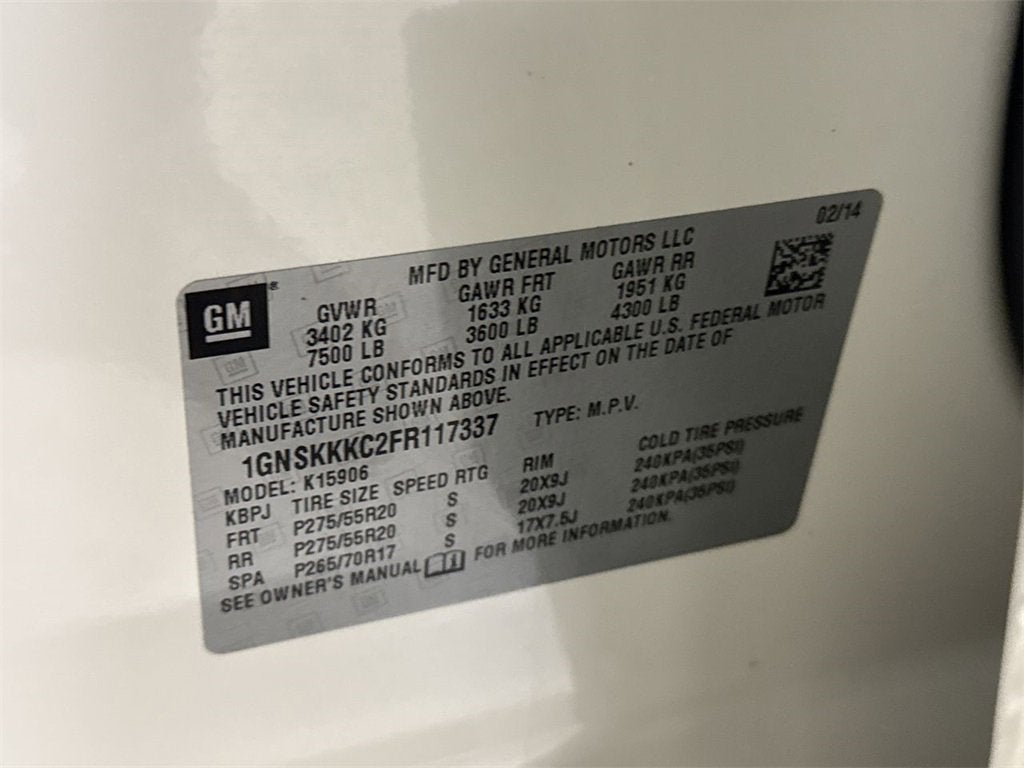 02/14
MFD BY GENERAL MOTORS LLC
GM®
GVWR GAWR FRT GAWR RR
3402 KG 1633 KG 1951 KG
7500 LB 3600 LB 4300 LB
THIS VEHICLE CONFORMS TO ALL APPLICABLE U.S. FEDERAL MOTOR
VEHICLE SAFETY STANDARDS IN EFFECT ON THE DATE OF
MANUFACTURE SHOWN ABOVE.
1GNSKKKC2FR117337 TYPE: M.P.V.
MODEL: K15906
KBPJ TIRE SIZE SPEED RTG RIM COLD TIRE PRESSURE
FRT P275/55R20 S 20X9J 240KPA(35PSI)
RR P275/55R20 S 20X9J 240KPA(35PSI)
SPA P265/70R17 S 17X7.5J 240KPA(35PSI)
SEE OWNER'S MANUAL FOR MORE INFORMATION.